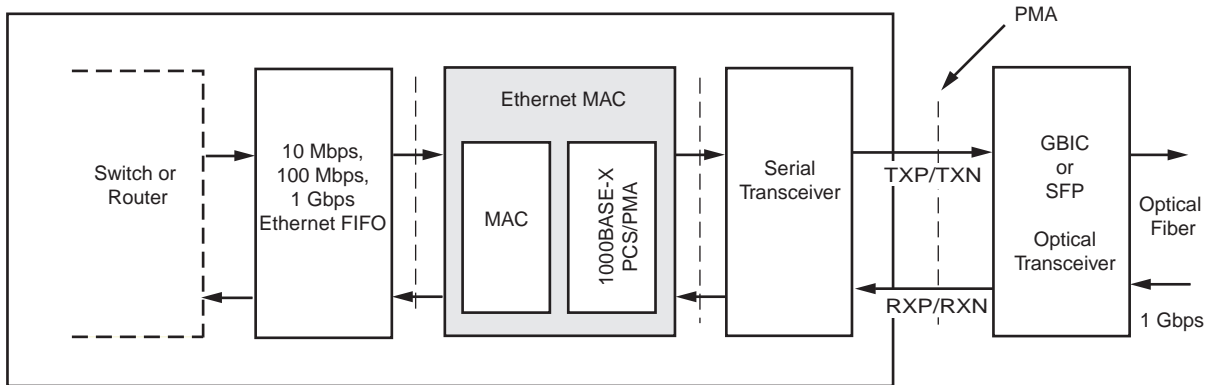 PMA
Switch or
Router
10 Mbps,
100 Mbps,
1 Gbps
Ethernet FIFO
Ethernet MAC
MAC
1000BASE-X
PCS/PMA
Serial
Transceiver
TXP/TXN
RXP/RXN
GBIC
or
SFP
Optical
Transceiver
Optical
Fiber
1 Gbps